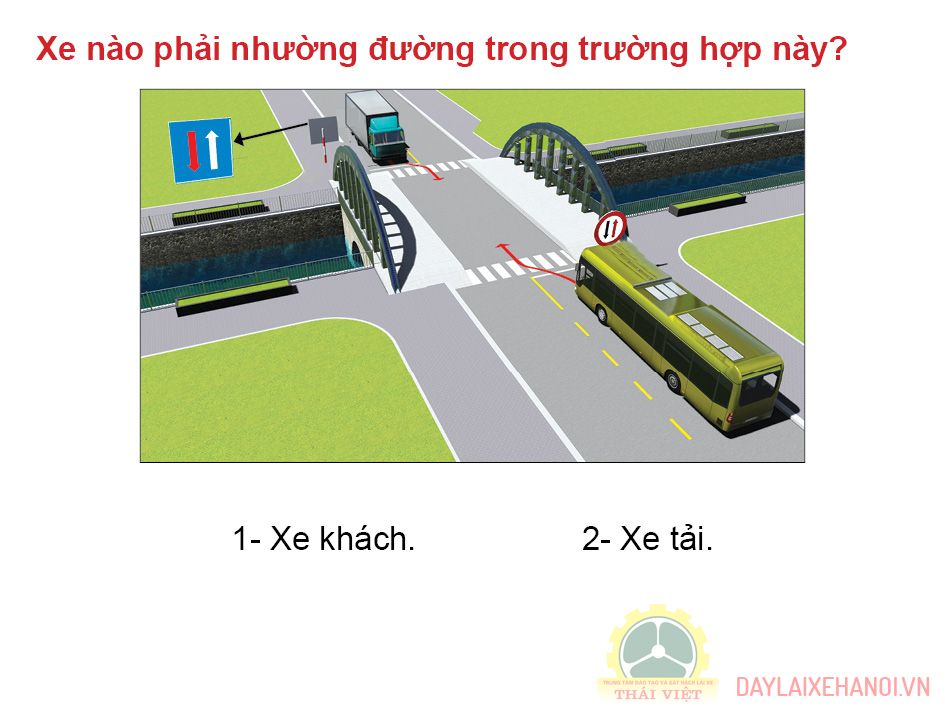 Xe nào phải nhường đường trong trường hợp này?
1- Xe khách. 2- Xe tải.
TRUNG TÂM ĐÀO TẠO VÀ SÁT HẠCH LÁI XE
THÁI VIỆT
DAYLAIXEHANOI.VN